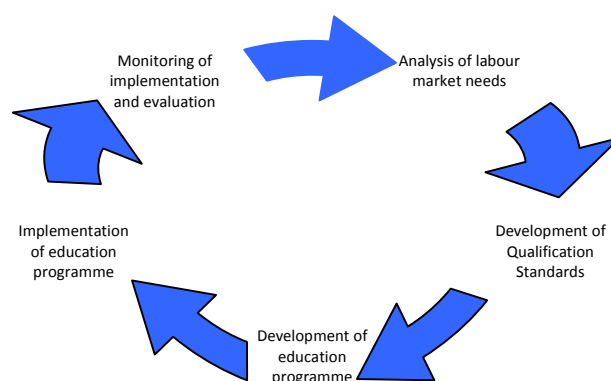 Monitoring of
implementation
and evaluation
Analysis of labour
market needs
Development of
Qualification
Standards
Development of
education
programme
Implementation
of education
programme